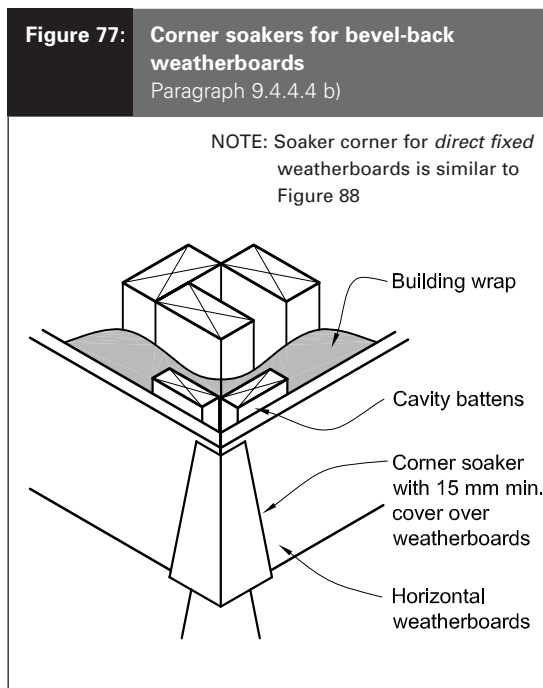 Figure 77:
Corner soakers for bevel-back
weatherboards
Paragraph 9.4.4.4 b)
NOTE: Soaker corner for direct fixed
weatherboards is similar to
Figure 88
Building wrap
Cavity battens
Corner soaker
with 15 mm min.
cover over
weatherboards
Horizontal
weatherboards